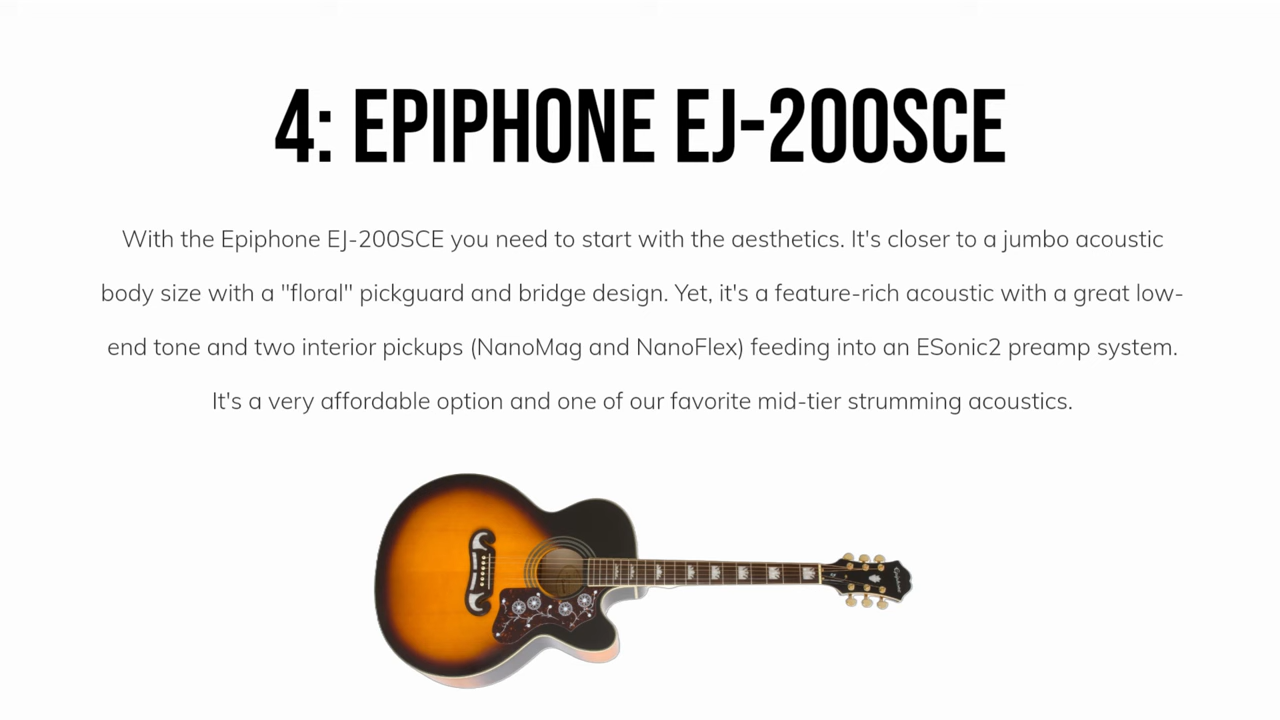 4: EPIPHONE EJ-200SCE
With the Epiphone EJ-200SCE you need to start with the aesthetics. It's closer to a jumbo acoustic
body size with a "floral" pickguard and bridge design. Yet, it's a feature-rich acoustic with a great low-
end tone and two interior pickups (NanoMag and NanoFlex) feeding into an ESonic2 preamp system.
It's a very affordable option and one of our favorite mid-tier strumming acoustics.
Epiphone